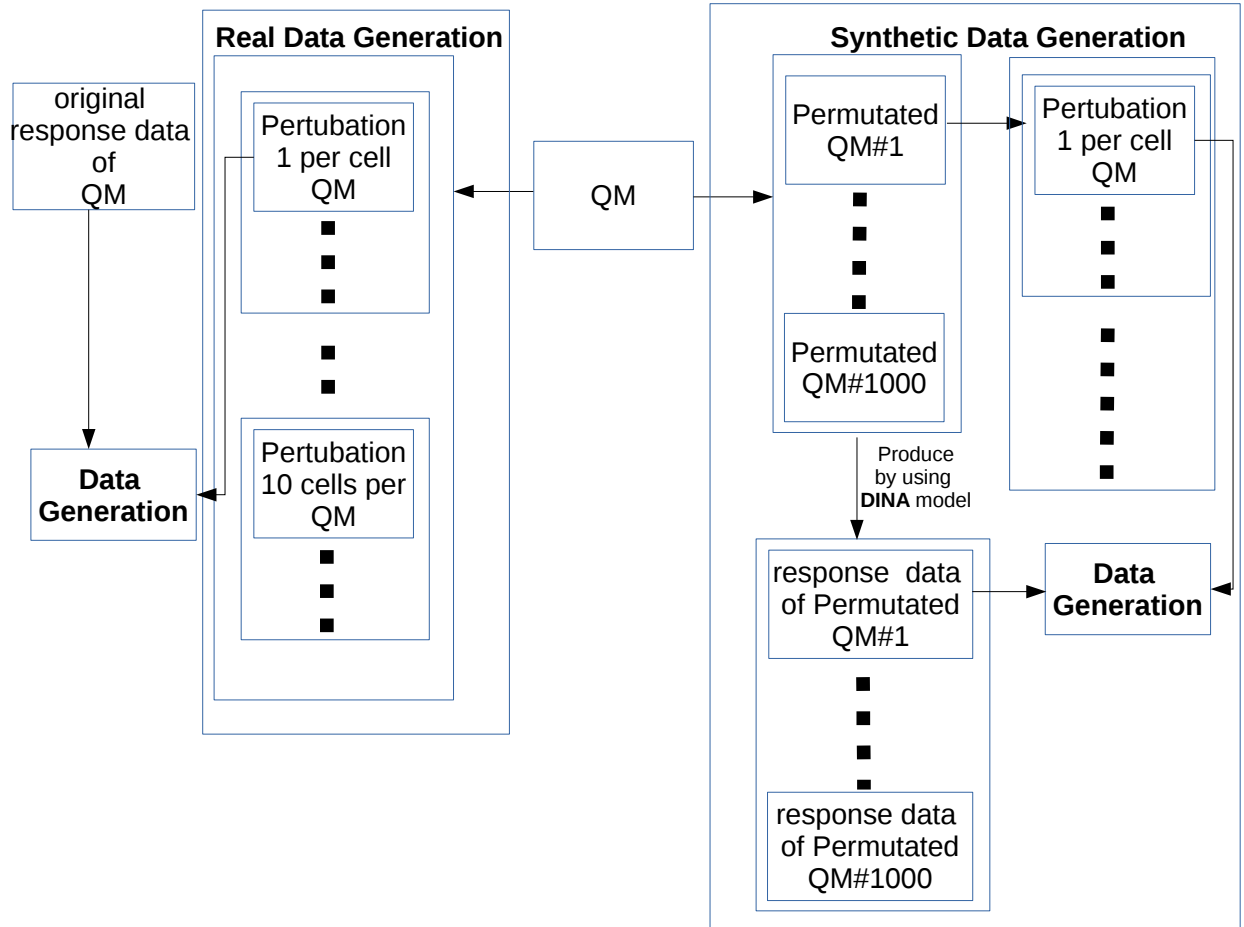 Real Data Generation
original
response data
of
QM
Pertubation
1 per cell
QM
Pertubation
10 cells per
QM
Data
Generation
QM
Synthetic Data Generation
Permutated
QM#1
Permutated
QM#1000
Pertubation
1 per cell
QM
Produce
by using
DINA model
response data
of Permutated
QM#1
response data
of Permutated
QM#1000
Data
Generation